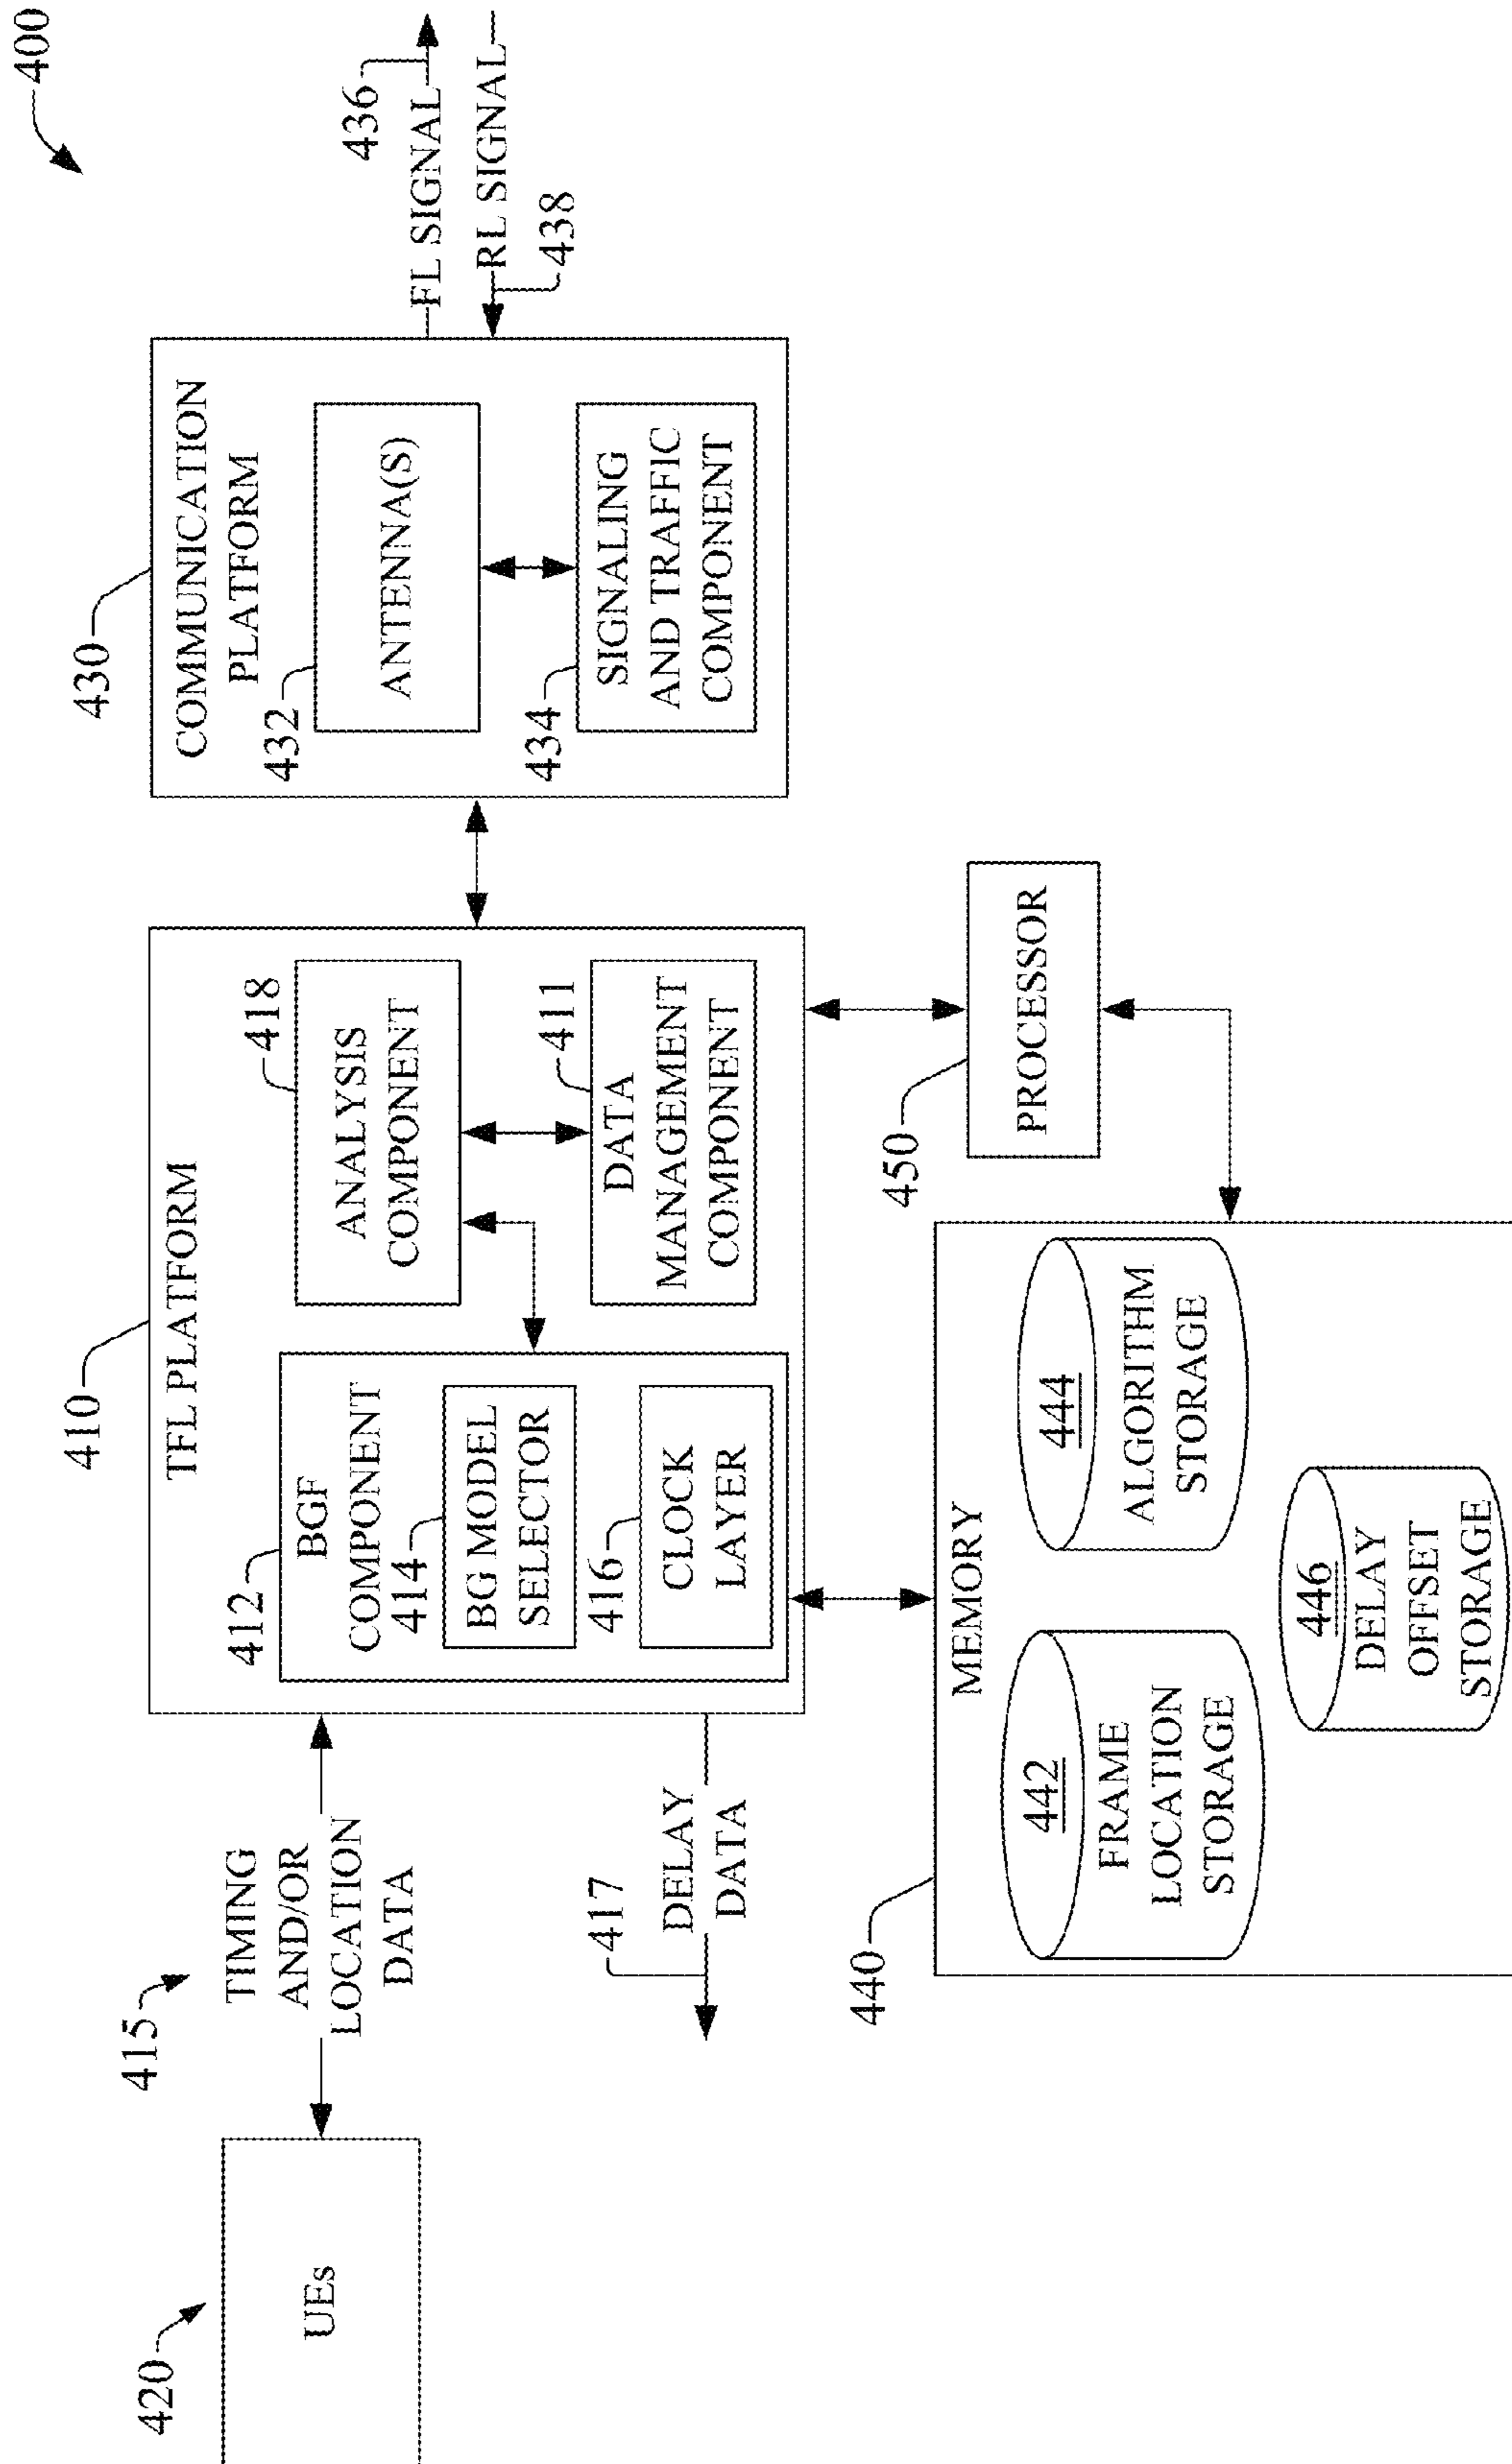 400
430
COMMUNICATION
PLATFORM
432
ANTENNA(S)
434
SIGNALING
AND TRAFFIC
COMPONENT
436
FL SIGNAL
RL SIGNAL
438
410
TFL PLATFORM
412
BGF
COMPONENT
414
BG MODEL
SELECTOR
416
CLOCK
LAYER
418
ANALYSIS
COMPONENT
411
DATA
MANAGEMENT
COMPONENT
420
UEs
415
TIMING
AND/OR
LOCATION
DATA
417
DELAY
DATA
450
PROCESSOR
440
MEMORY
442
FRAME
LOCATION
STORAGE
444
ALGORITHM
STORAGE
446
DELAY
OFFSET
STORAGE